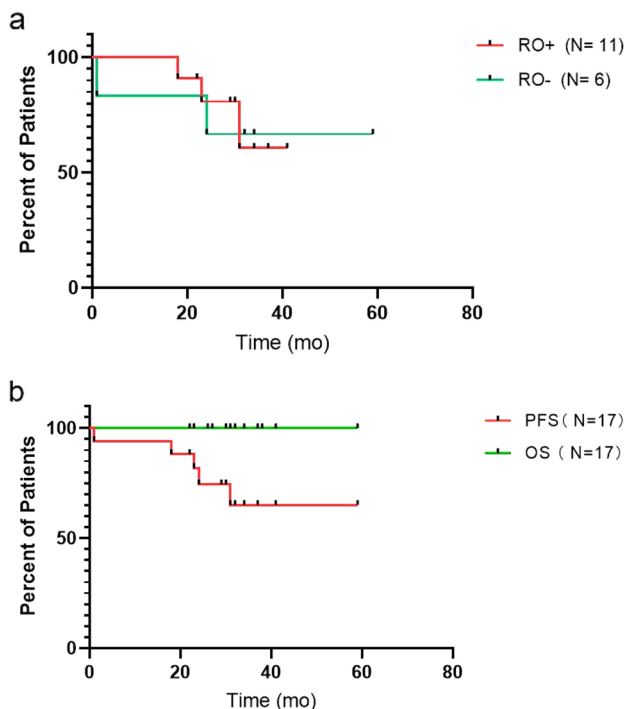 a
RO+ (N= 11)
RO- (N= 6)
Percent of Patients
100
50
0
0 20 40 60 80
Time (mo)
b
PFS( N=17)
OS ( N=17)
Percent of Patients
100
50
0
0 20 40 60 80
Time (mo)